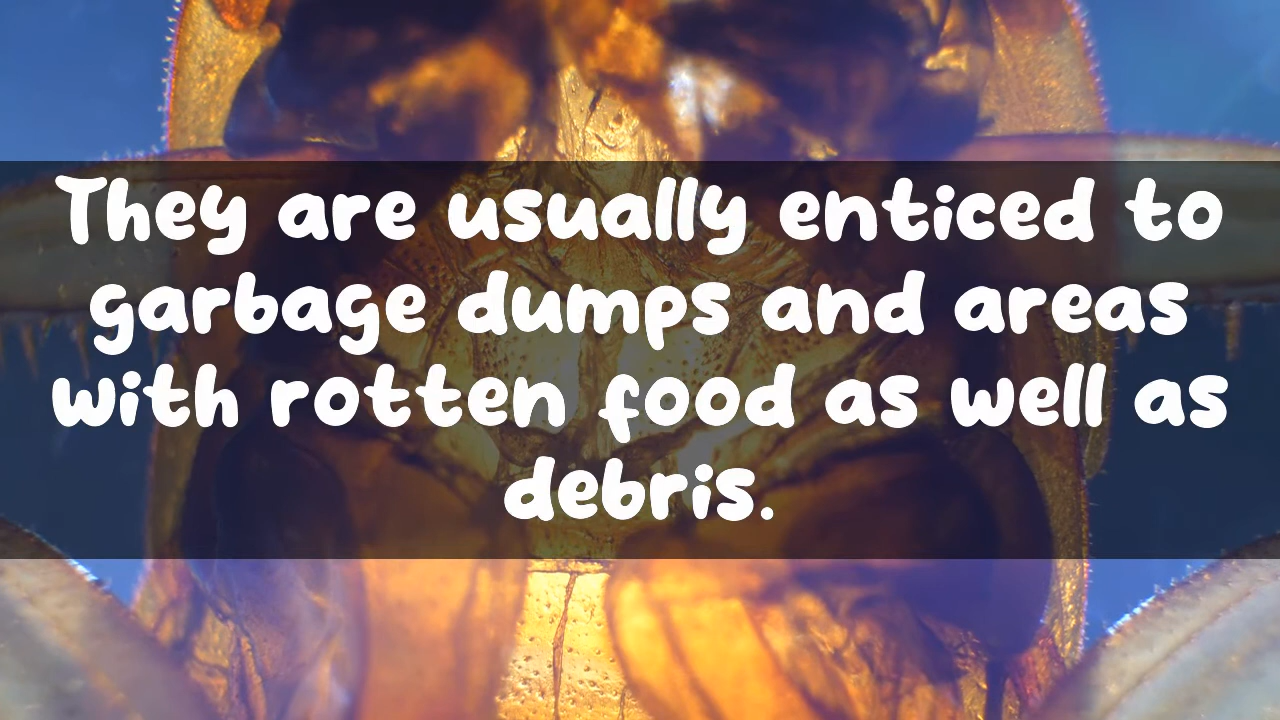 They are usually enticed to
garbage dumps and areas
with rotten food as well as
debris.